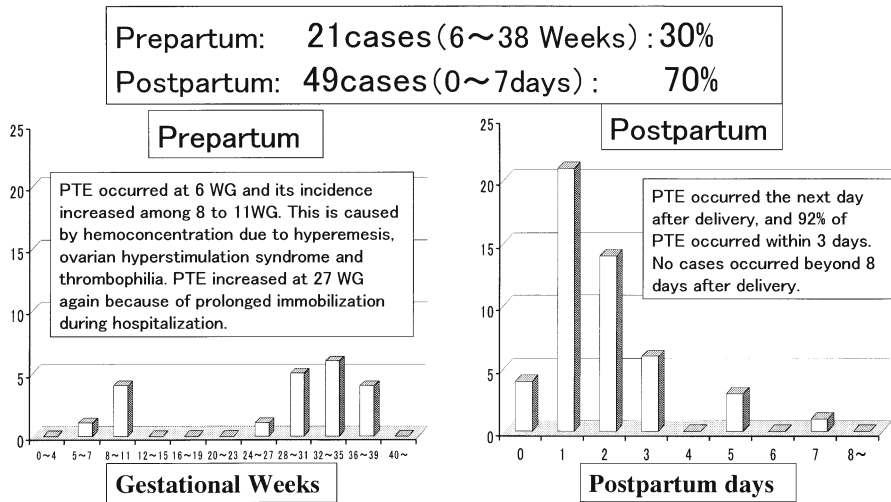 Prepartum: 21cases(6～38 Weeks):30%
Postpartum: 49cases(0～7days): 70%
Prepartum
25
20
15
10
5
0
PTE occurred at 6 WG and its incidence
increased among 8 to 11WG. This is caused
by hemoconcentration due to hyperemesis,
ovarian hyperstimulation syndrome and
thrombophilia. PTE increased at 27 WG
again because of prolonged immobilization
during hospitalization.
0～4 5～7 8～11 12～15 16～19 20～23 24～27 28～31 32～35 36～39 40～
Gestational Weeks
Postpartum
25
20
15
10
5
0
PTE occurred the next day
after delivery, and 92% of
PTE occurred within 3 days.
No cases occurred beyond 8
days after delivery.
0 1 2 3 4 5 6 7 8～
Postpartum days